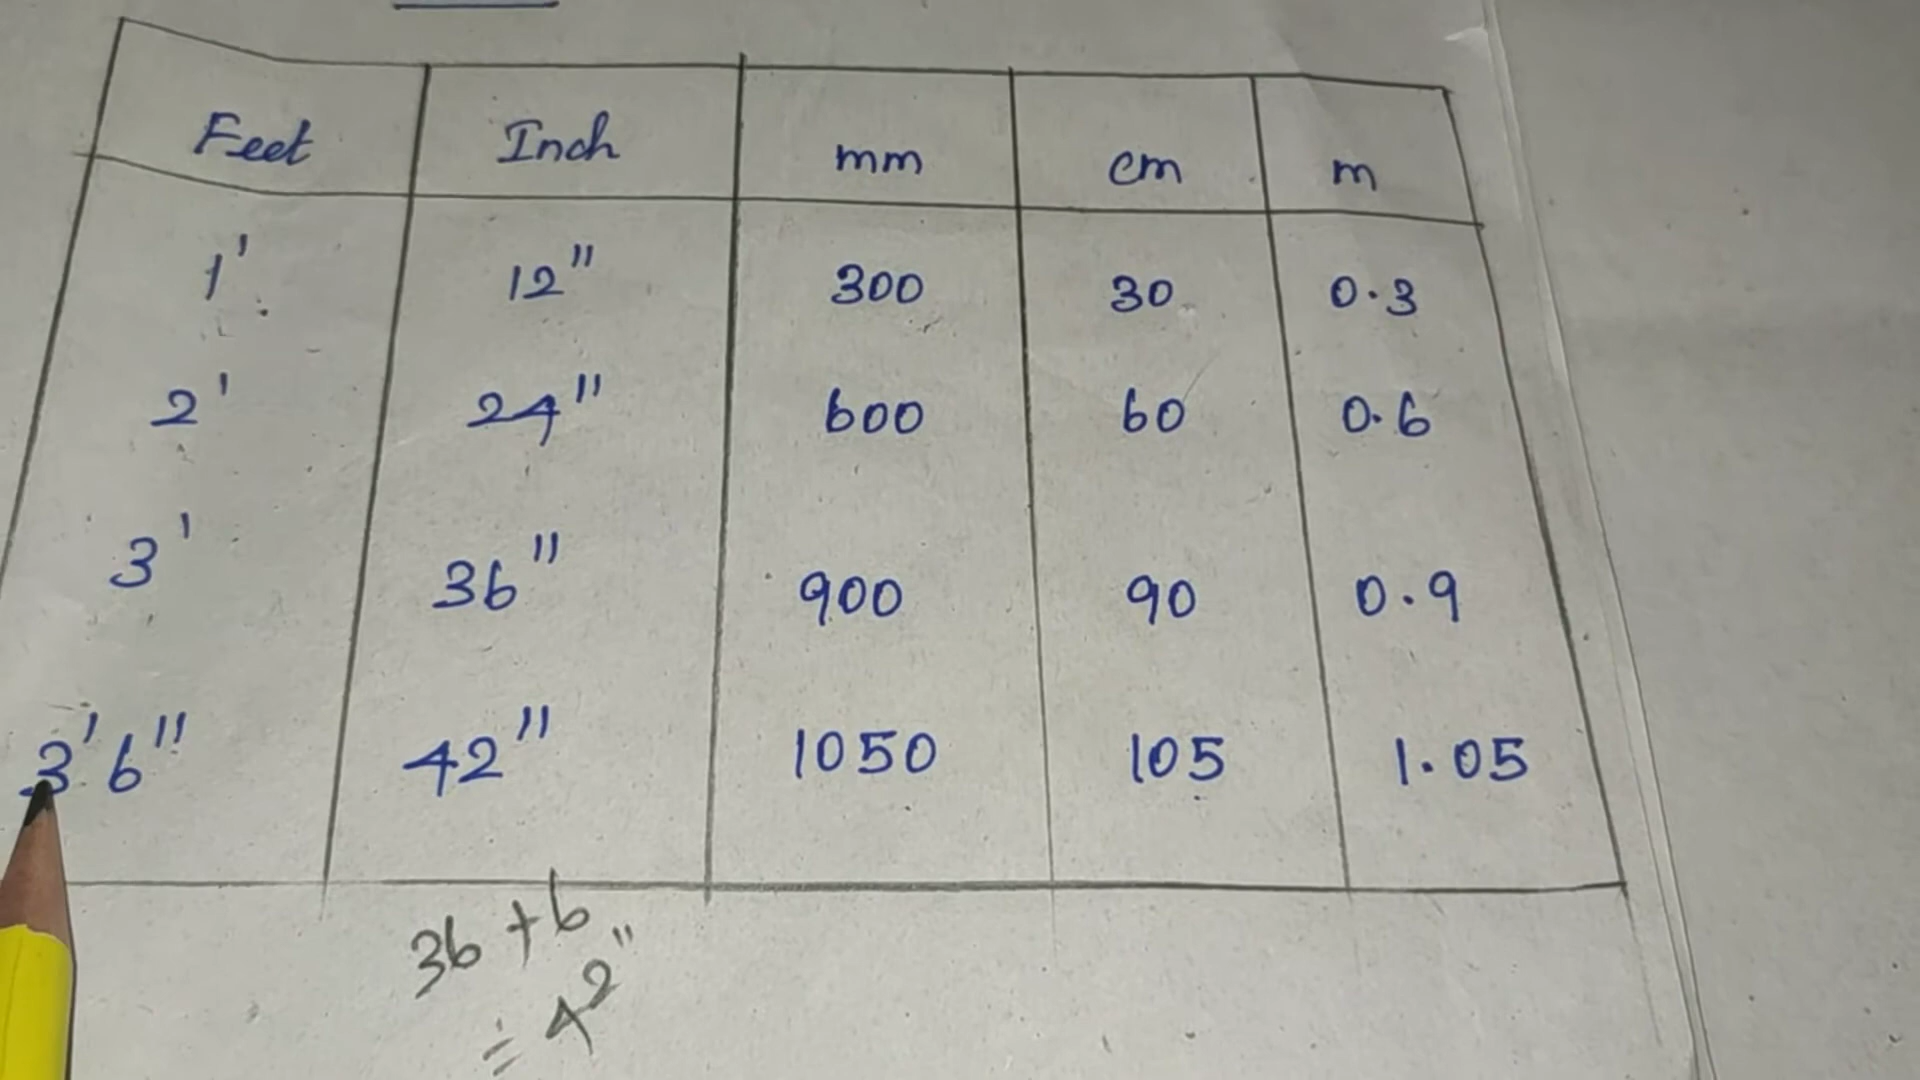 Feet Inch mm cm m
1' 12" 300 30 0.3
2' 24" 600 60 0.6
3' 36" 900 90 0.9
3'6" 42" 1050 105 1.05
36+6
= 42"